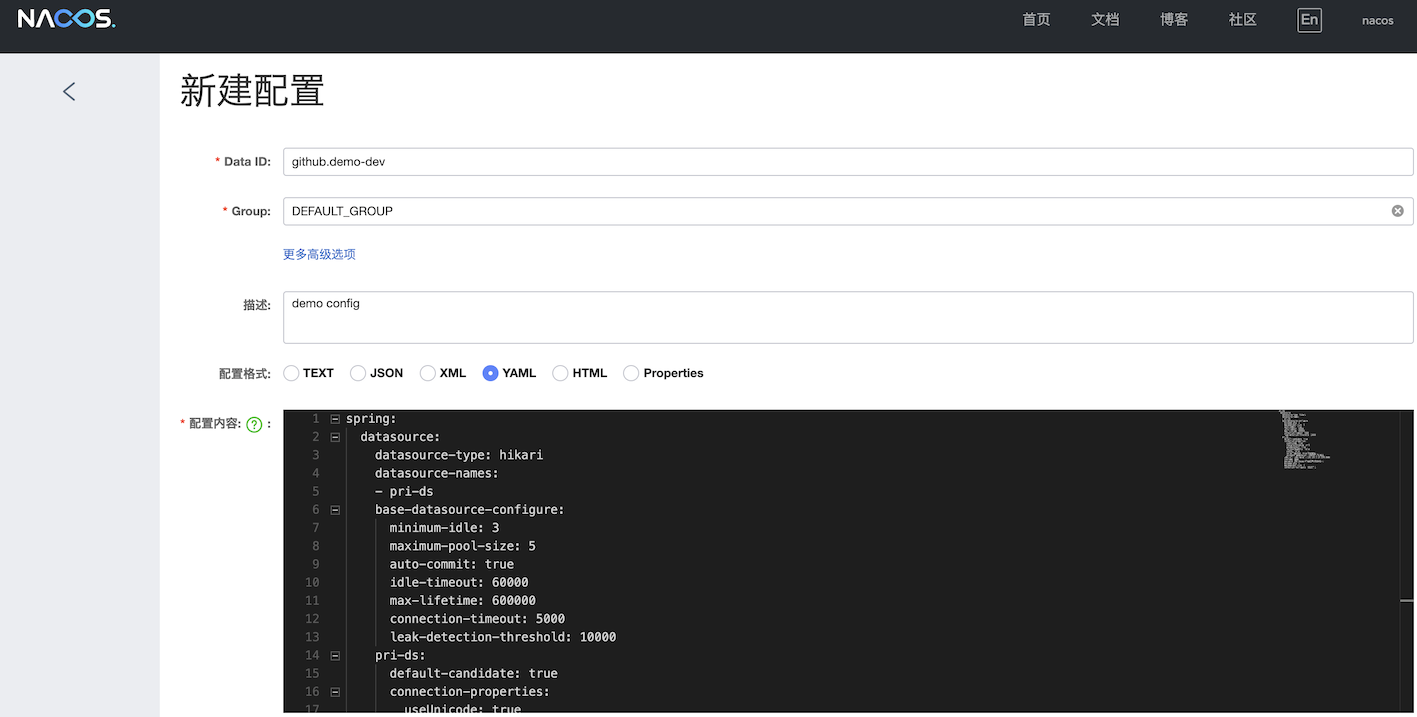 NACOS.
首页 文档 博客 社区 En nacos
新建配置
* Data ID: github.demo-dev
* Group: DEFAULT_GROUP
更多高级选项
描述: demo config
配置格式: TEXT JSON XML YAML HTML Properties
* 配置内容: ? :
1 spring:
2 datasource:
3 datasource-type: hikari
4 datasource-names:
5 - pri-ds
6 base-datasource-configure:
7 minimum-idle: 3
8 maximum-pool-size: 5
9 auto-commit: true
10 idle-timeout: 60000
11 max-lifetime: 600000
12 connection-timeout: 5000
13 leak-detection-threshold: 10000
14 pri-ds:
15 default-candidate: true
16 connection-properties:
17 useUnicode: true